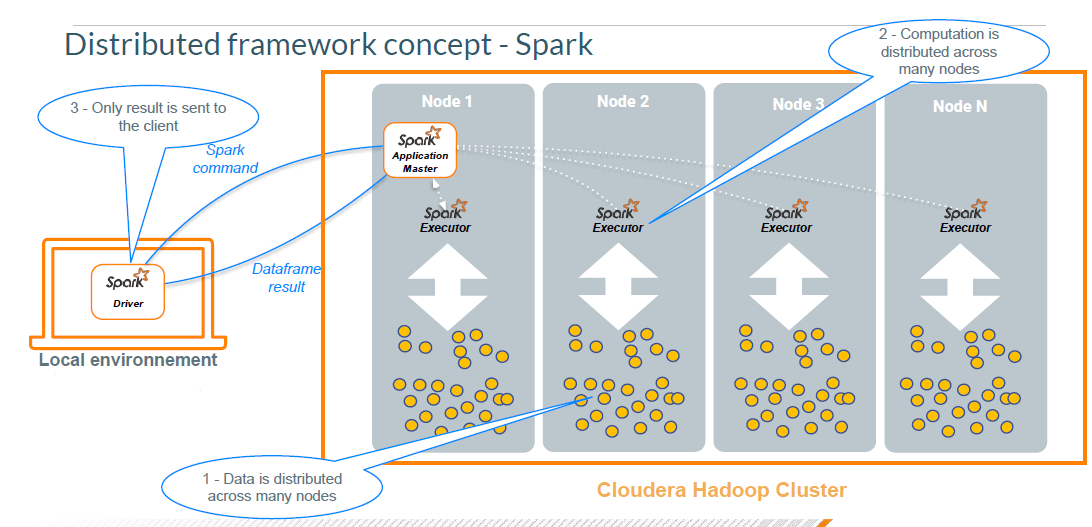 Distributed framework concept - Spark
2 - Computation is
distributed across
many nodes
3 - Only result is sent to
the client
Node 1
Node 2
Node 3
Node N
Spark
Application
Master
Spark
command
Spark
Executor
Spark
Executor
Spark
Executor
Spark
Executor
Spark
Driver
Dataframe
result
Local environnement
1 - Data is distributed
across many nodes
Cloudera Hadoop Cluster